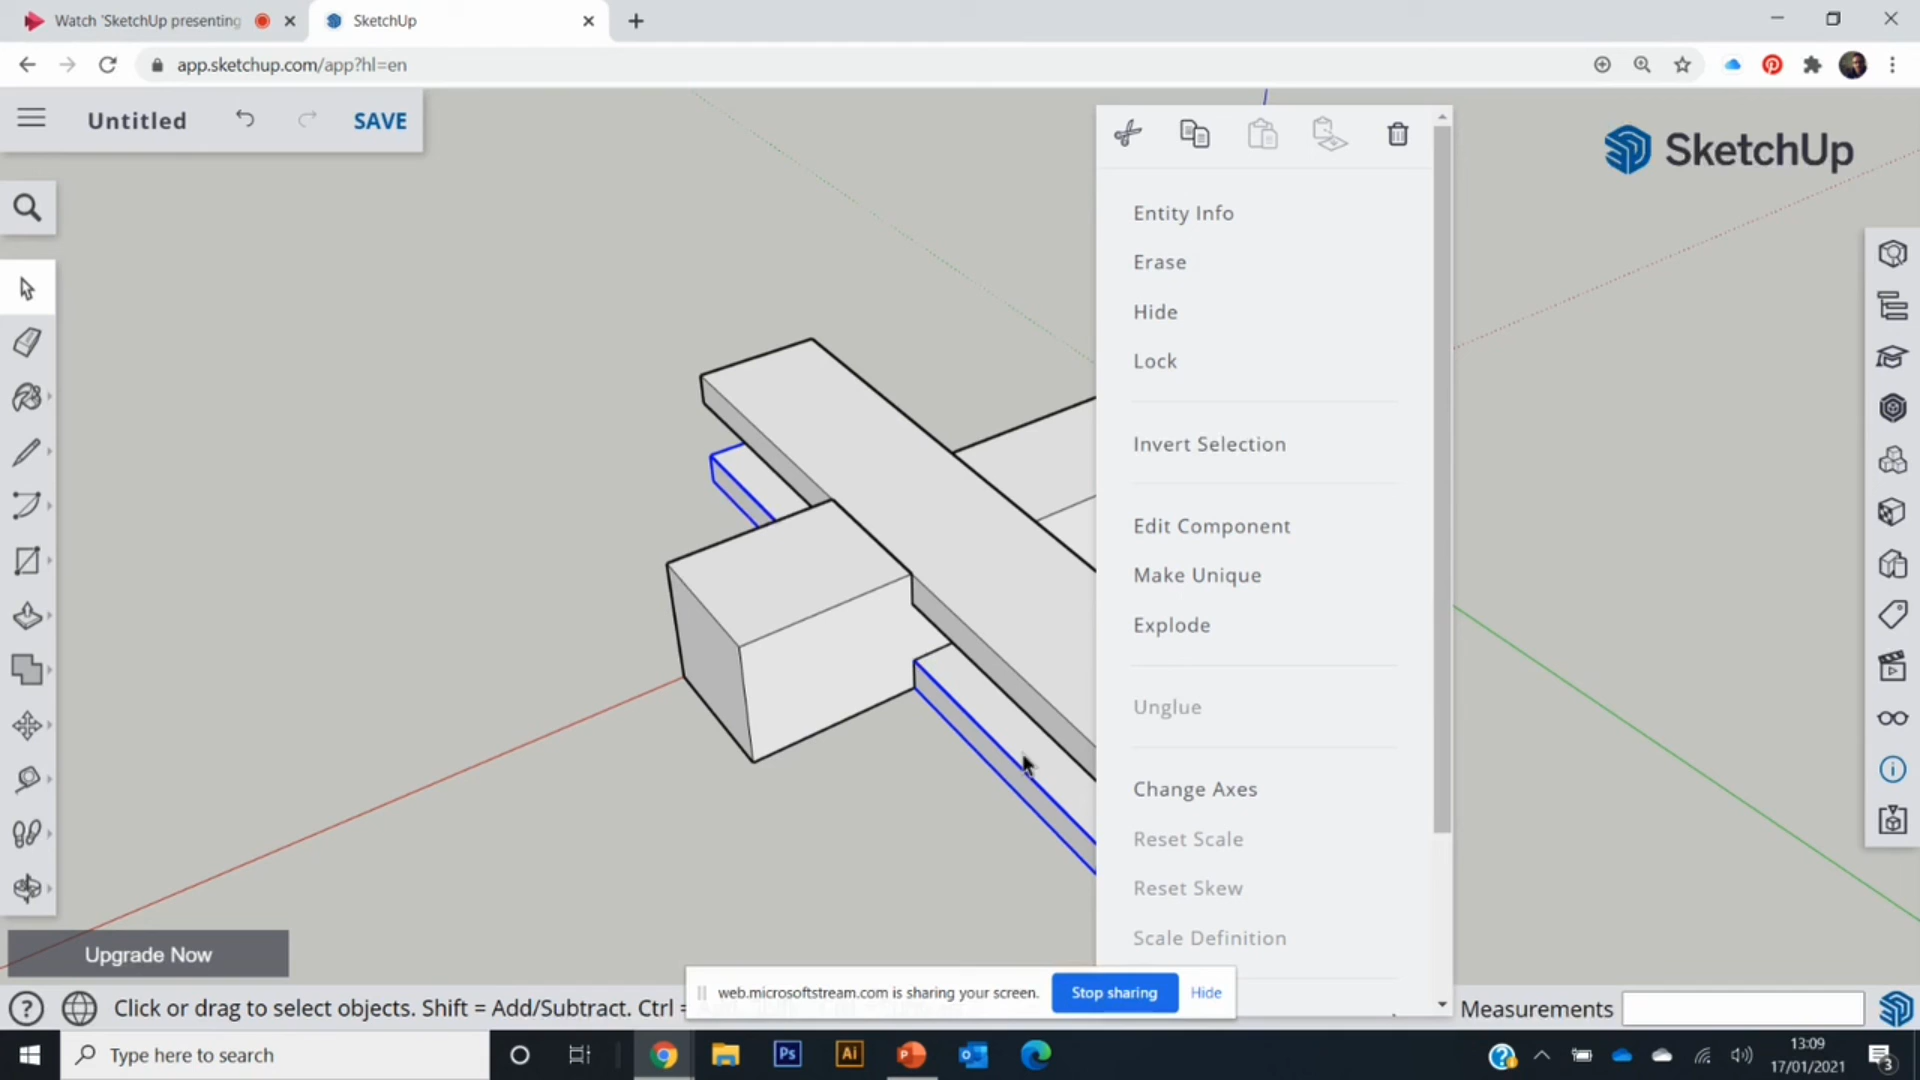 Watch 'SketchUp presenting
SketchUp
app.sketchup.com/app?hl=en
Untitled
SAVE
SketchUp
Entity Info
Erase
Hide
Lock
Invert Selection
Edit Component
Make Unique
Explode
Unglue
Change Axes
Reset Scale
Reset Skew
Scale Definition
Upgrade Now
web.microsoftstream.com is sharing your screen.
Stop sharing
Hide
Click or drag to select objects. Shift = Add/Subtract. Ctrl =
Measurements
Type here to search
Ps
Ai
13:09
17/01/2021
3